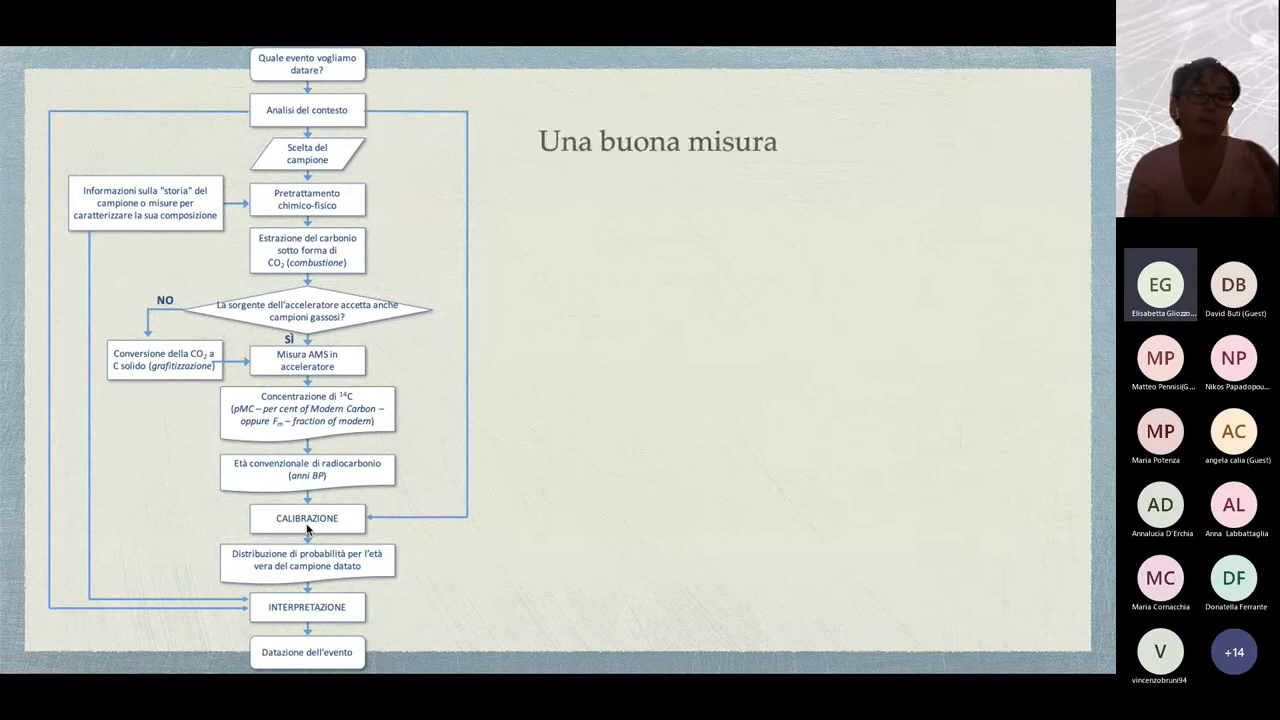 Quale evento vogliamo
datare?
Analisi del contesto
Scelta del
campione
Informazioni sulla "storia" del
campione o misure per
caratterizzare la sua composizione
Pretrattamento
chimico-fisico
Estrazione del carbonio
sotto forma di
CO₂ (combustione)
NO
La sorgente dell'acceleratore accetta anche
campioni gassosi?
SÌ
Conversione della CO₂ a
C solido (grafitizzazione)
Misura AMS in
acceleratore
Concentrazione di ¹⁴C
(pMC – per cent of Modern Carbon –
oppure Fₘ – fraction of modern)
Età convenzionale di radiocarbonio
(anni BP)
CALIBRAZIONE
Distribuzione di probabilità per l'età
vera del campione datato
INTERPRETAZIONE
Datazione dell'evento
Una buona misura
EG
Elisabetta Gliozzo...
DB
David Buti (Guest)
MP
Matteo Pennisi(G...
NP
Nikos Papadopou...
MP
Maria Potenza
AC
angela calia (Guest)
AD
Annalucia D'Erchia
AL
Anna Labbattaglia
MC
Maria Cornacchia
DF
Donatella Ferrante
V
vincenzobruni94
+14